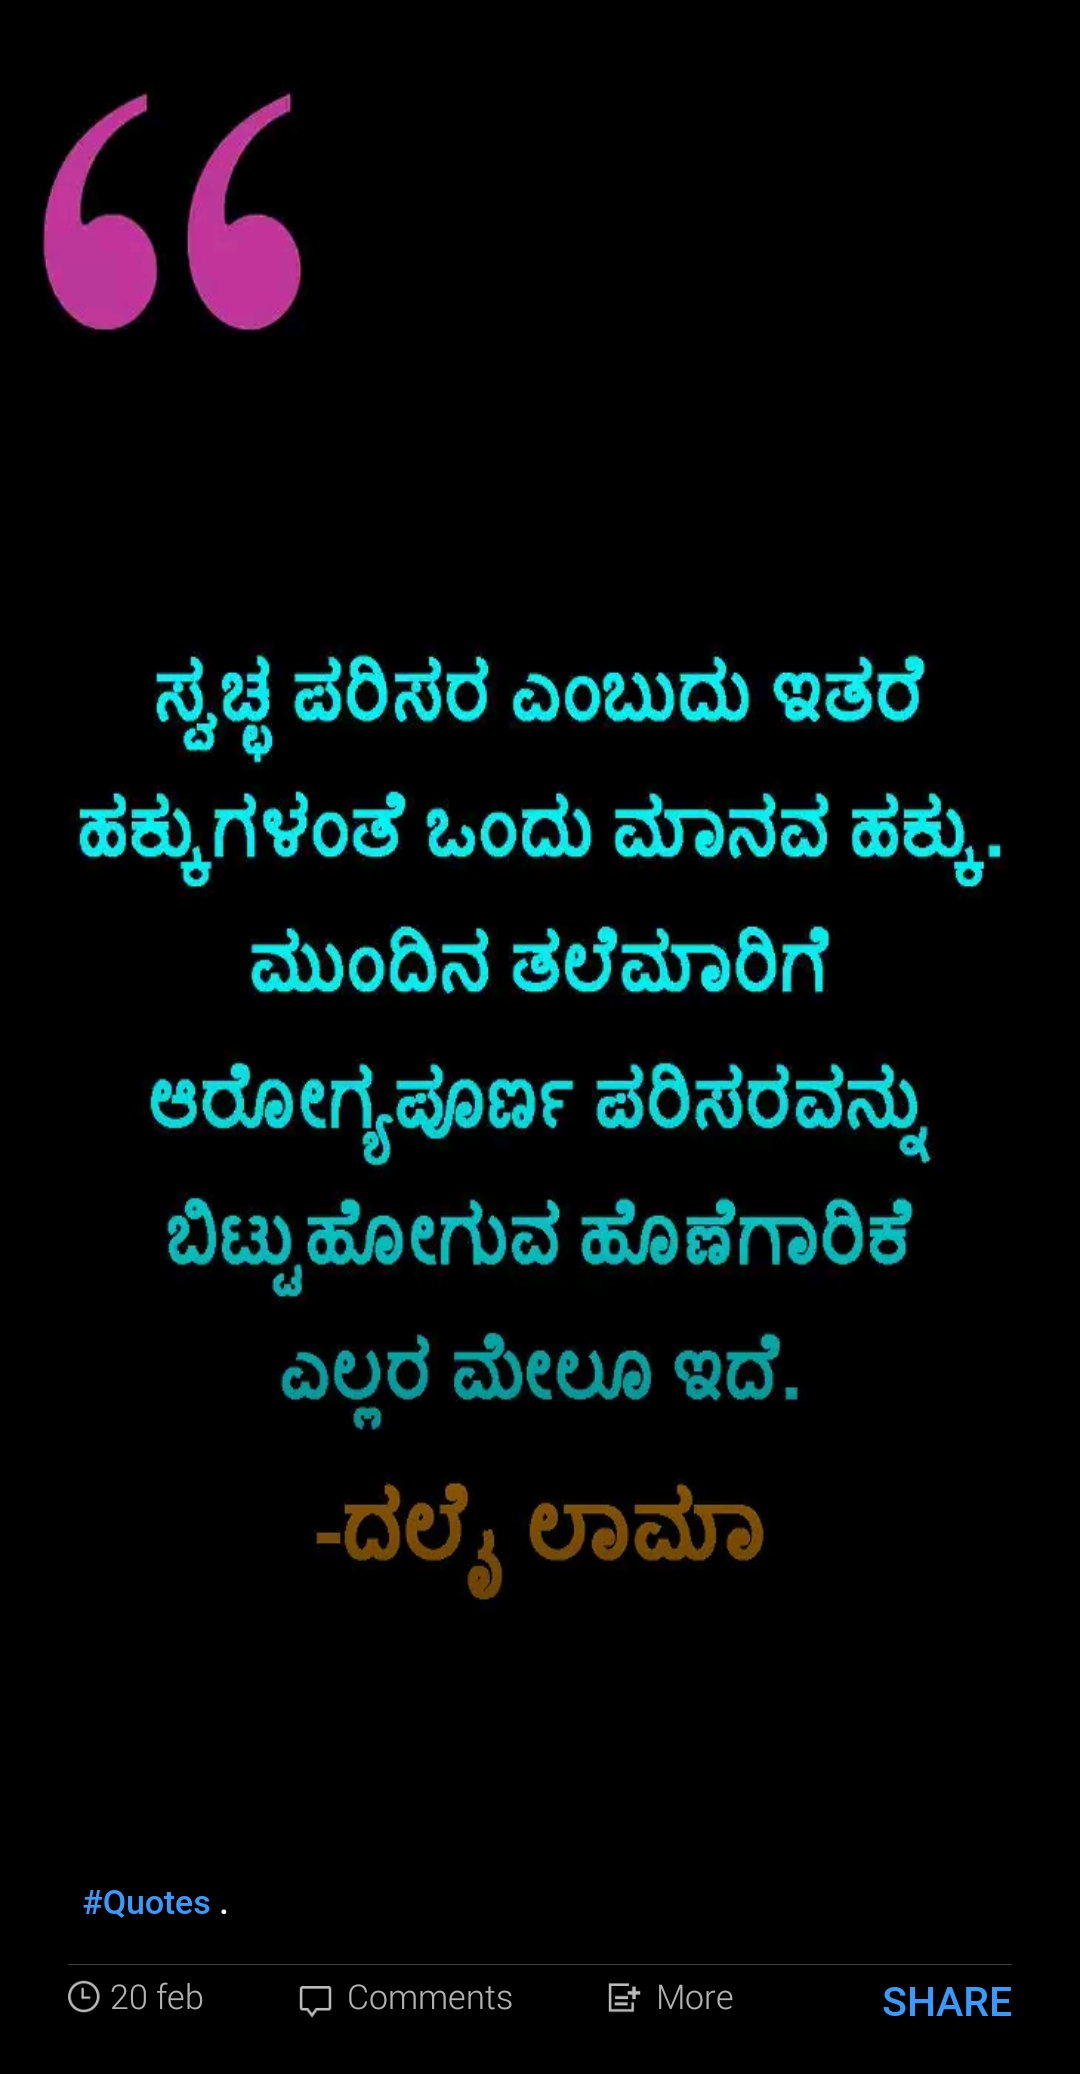 “
ಸ್ವಚ್ಛ ಪರಿಸರ ಎಂಬುದು ಇತರೆ
ಹಕ್ಕುಗಳಂತೆ ಒಂದು ಮಾನವ ಹಕ್ಕು.
ಮುಂದಿನ ತಲೆಮಾರಿಗೆ
ಆರೋಗ್ಯಪೂರ್ಣ ಪರಿಸರವನ್ನು
ಬಿಟ್ಟುಹೋಗುವ ಹೊಣೆಗಾರಿಕೆ
ಎಲ್ಲರ ಮೇಲೂ ಇದೆ.
-ದಲೈ ಲಾಮಾ
#Quotes .
20 feb Comments More SHARE